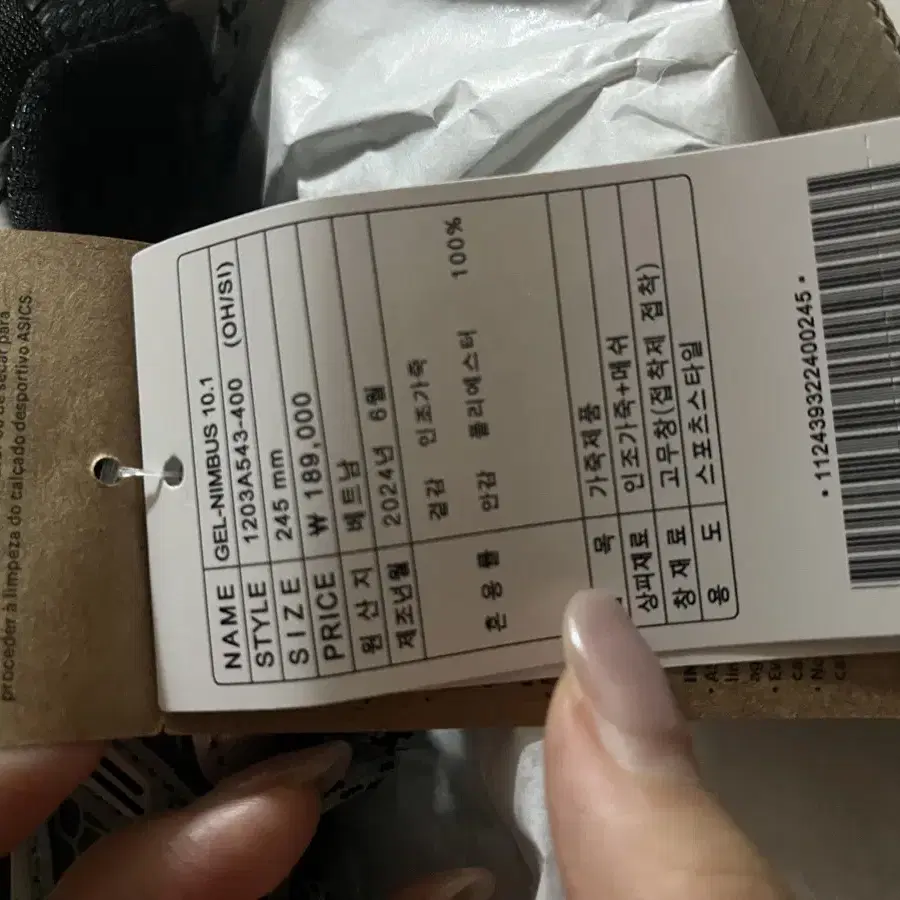 NAME GEL-NIMBUS 10.1 (OH/SI)
STYLE 1203A543-400
SIZE 245 mm
PRICE ₩ 189,000
원산지 베트남
제조년월 2024년 6월
혼용률 겉감 인조가죽
안감 폴리에스터 100%
목 가죽제품
상피재료 인조가죽+메쉬
창재료 고무창(접착제 접착)
용도 스포츠스타일
*112439322400245*
proceder à limpeza do calçado desportivo ASICS.